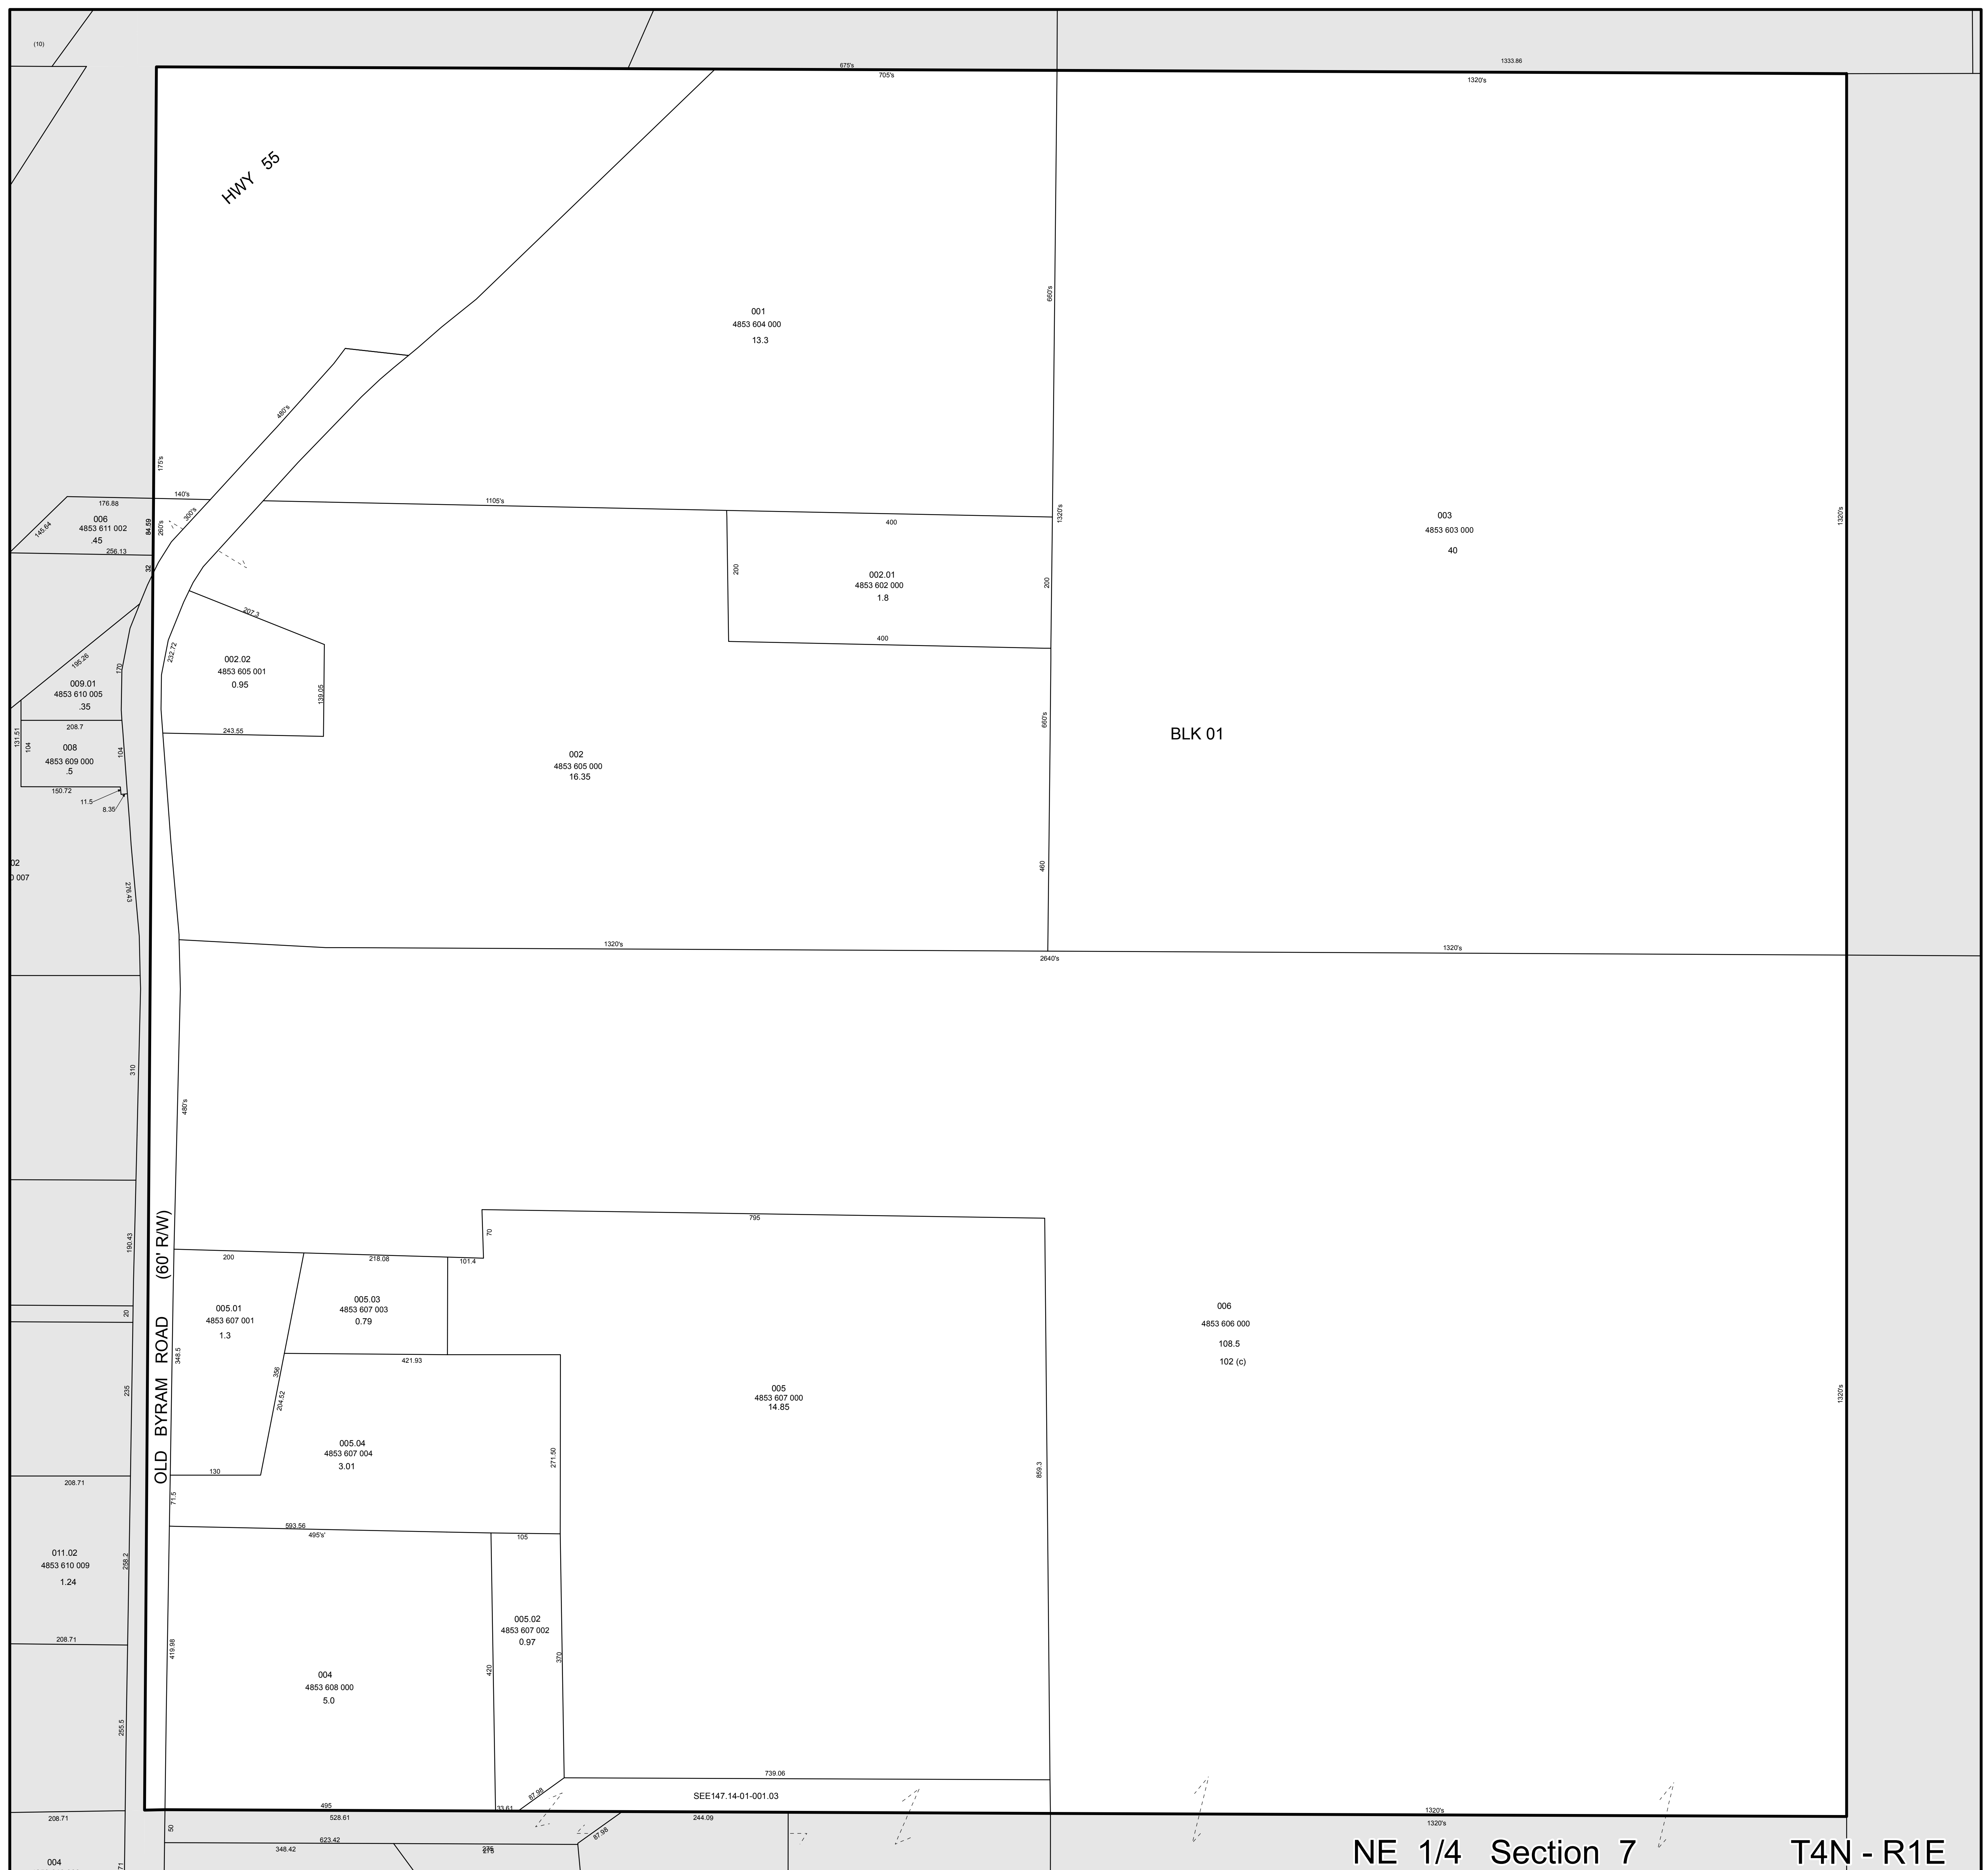 (10)
675's
705's
1333.86
1320's
HWY 55
001
4853 604 000
13.3
660's
480's
175's
140's
300's
260's
1105's
400
1320's
1320's
176.88
006
4853 611 002
.45
145.64
84.59
256.13
32
003
4853 603 000
40
002.01
4853 602 000
1.8
200
200
400
207.3
232.72
002.02
4853 605 001
0.95
139.05
243.55
195.26
170
009.01
4853 610 005
.35
208.7
131.51
104
008
4853 609 000
.5
104
150.72
11.5
8.35
660's
BLK 01
002
4853 605 000
16.35
02
0 007
276.43
460
1320's
2640's
1320's
310
480's
190.43
20
235
OLD BYRAM ROAD (60' R/W)
795
70
200
218.08
101.4
005.01
4853 607 001
1.3
005.03
4853 607 003
0.79
348.5
356
204.52
421.93
006
4853 606 000
108.5
102 (c)
005
4853 607 000
14.85
1320's
005.04
4853 607 004
3.01
271.50
859.3
130
71.5
208.71
593.56
495's'
105
011.02
4853 610 009
1.24
258.2
208.71
005.02
4853 607 002
0.97
419.98
420
370
004
4853 608 000
5.0
255.5
739.06
SEE147.14-01-001.03
87.98
495
33.61
528.61
244.09
1320's
1320's
208.71
50
623.42
348.42
275
87.98
004
71
NE 1/4 Section 7 T4N - R1E